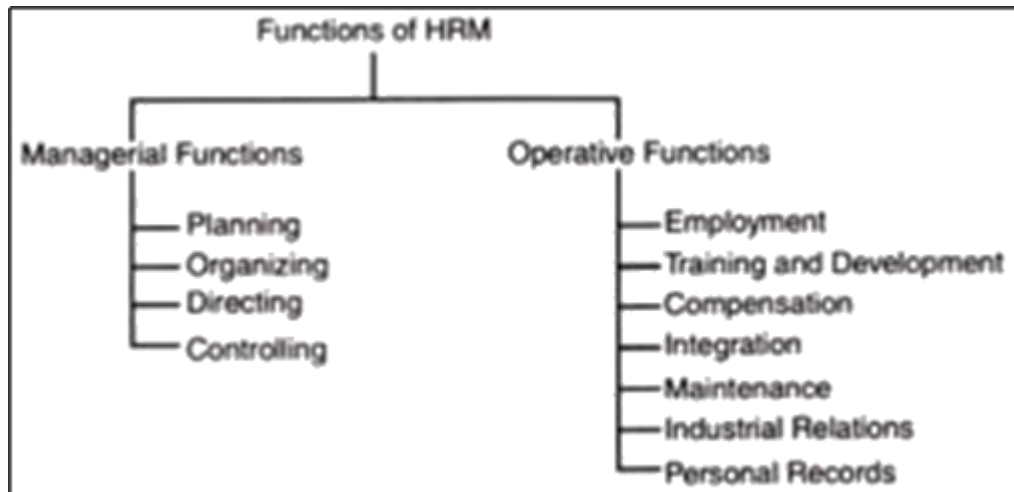 Functions of HRM
Managerial Functions
Planning
Organizing
Directing
Controlling
Operative Functions
Employment
Training and Development
Compensation
Integration
Maintenance
Industrial Relations
Personal Records